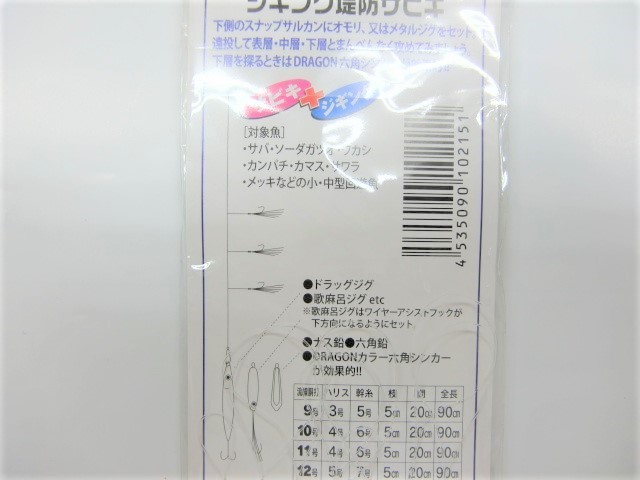 ジギング堤防サビキ
下側のスナップサルカンにオモリ、又はメタルジグをセット。
遠投して表層・中層・下層とまんべんなく攻めてみましょう
下層を探るときはDRAGON六角シン
サビキ+ジギン
[対象魚]
・サバ・ソーダガツオ・フカシ
・カンパチ・カマス・サワラ
・メッキなどの小・中型回遊魚
4 535090 102151
●ドラッグジグ
●歌麻呂ジグ etc
※歌麻呂ジグはワイヤーアシストフックが
下方向になるようにセット
●ナス鉛●六角鉛
●DRAGONカラー六角シンカー
が効果的!!
ハリス 幹糸 枝 間 全長
9号 3号 5号 5cm 20cm 90cm
10号 4号 6号 5cm 20cm 90cm
11号 4号 6号 5cm 20cm 90cm
12号 5号 7号 5cm 20cm 90cm